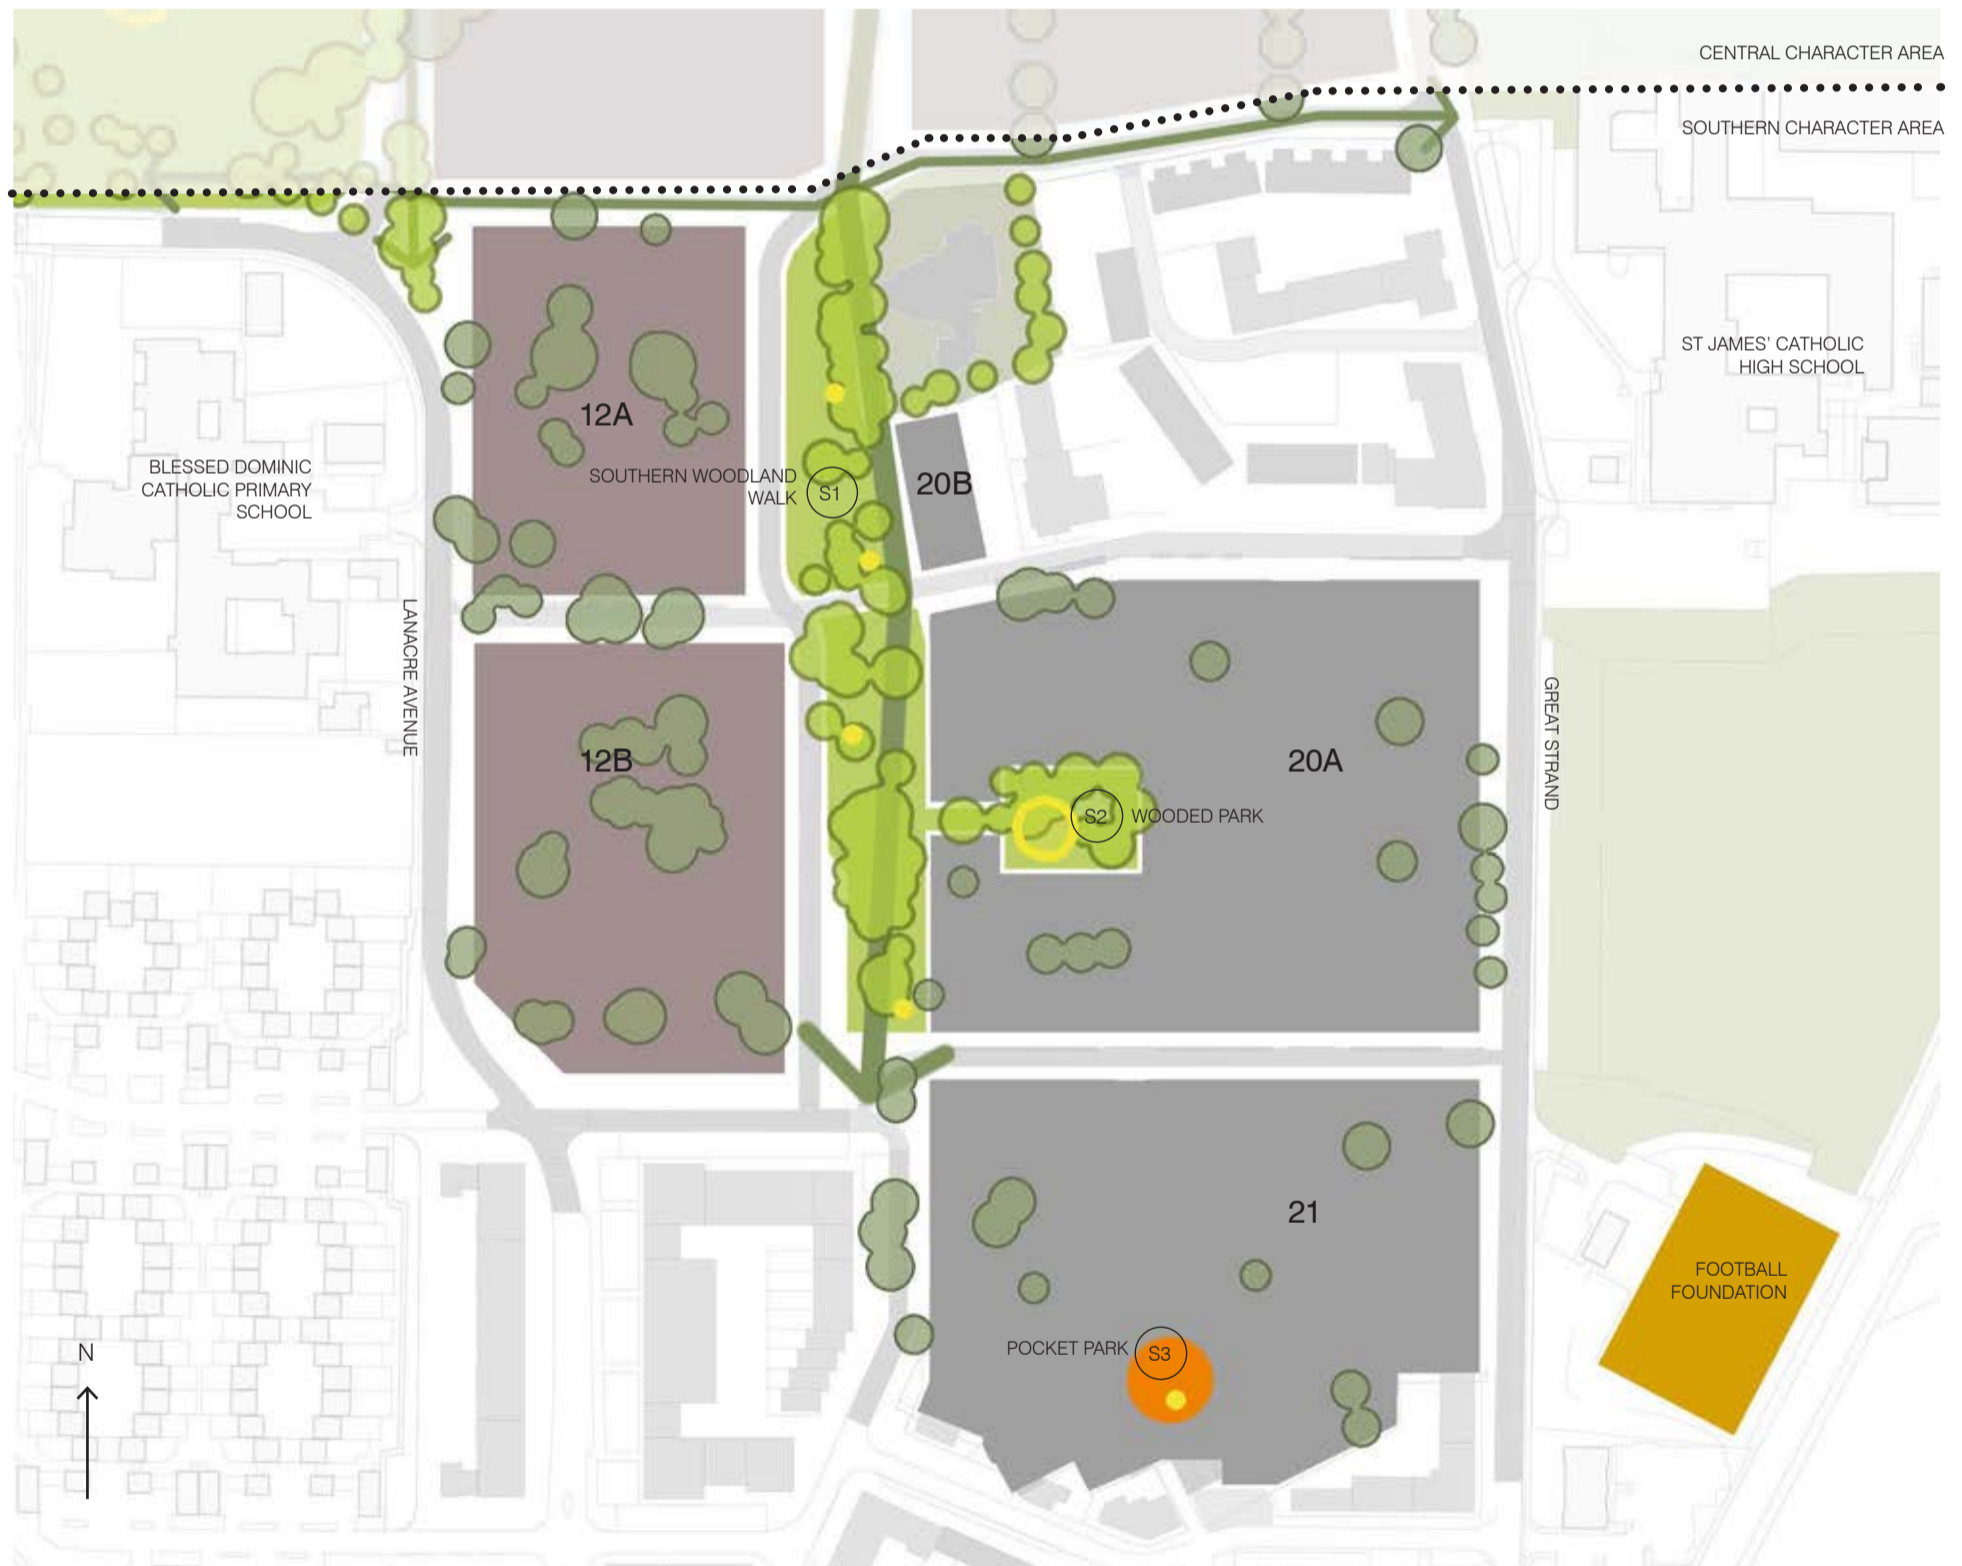 CENTRAL CHARACTER AREA
SOUTHERN CHARACTER AREA
ST JAMES' CATHOLIC
HIGH SCHOOL
12A
BLESSED DOMINIC
CATHOLIC PRIMARY
SCHOOL
SOUTHERN WOODLAND
WALK
S1
20B
LANACRE AVENUE
GREAT STRAND
12B
20A
S2
WOODED PARK
21
FOOTBALL
FOUNDATION
POCKET PARK
S3
N